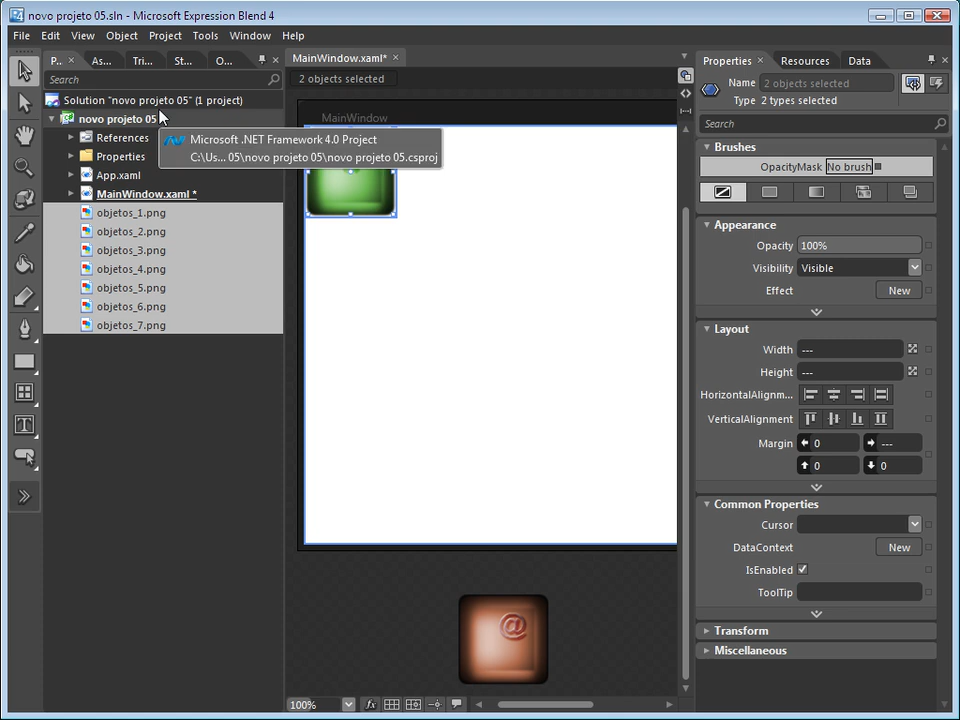 novo projeto 05.sln - Microsoft Expression Blend 4
File Edit View Object Project Tools Window Help
P.. As... Tri... St... O...
Search
Solution "novo projeto 05" (1 project)
novo projeto 05
References
Properties
App.xaml
MainWindow.xaml *
objetos_1.png
objetos_2.png
objetos_3.png
objetos_4.png
objetos_5.png
objetos_6.png
objetos_7.png
Microsoft .NET Framework 4.0 Project
C:\Us... 05\novo projeto 05\novo projeto 05.csproj
MainWindow.xaml*
2 objects selected
MainWindow
@
100%
fx
Properties Resources Data
Name 2 objects selected
Type 2 types selected
Search
Brushes
OpacityMask No brush
Appearance
Opacity 100%
Visibility Visible
Effect New
Layout
Width ---
Height ---
HorizontalAlignm...
VerticalAlignment
Margin 0 ---
0 0
Common Properties
Cursor
DataContext New
IsEnabled
ToolTip
Transform
Miscellaneous